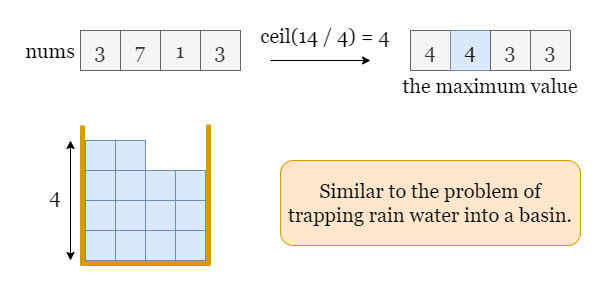 ceil(14 / 4) = 4
nums 3 7 1 3
4 4 3 3
the maximum value
4
Similar to the problem of
trapping rain water into a basin.